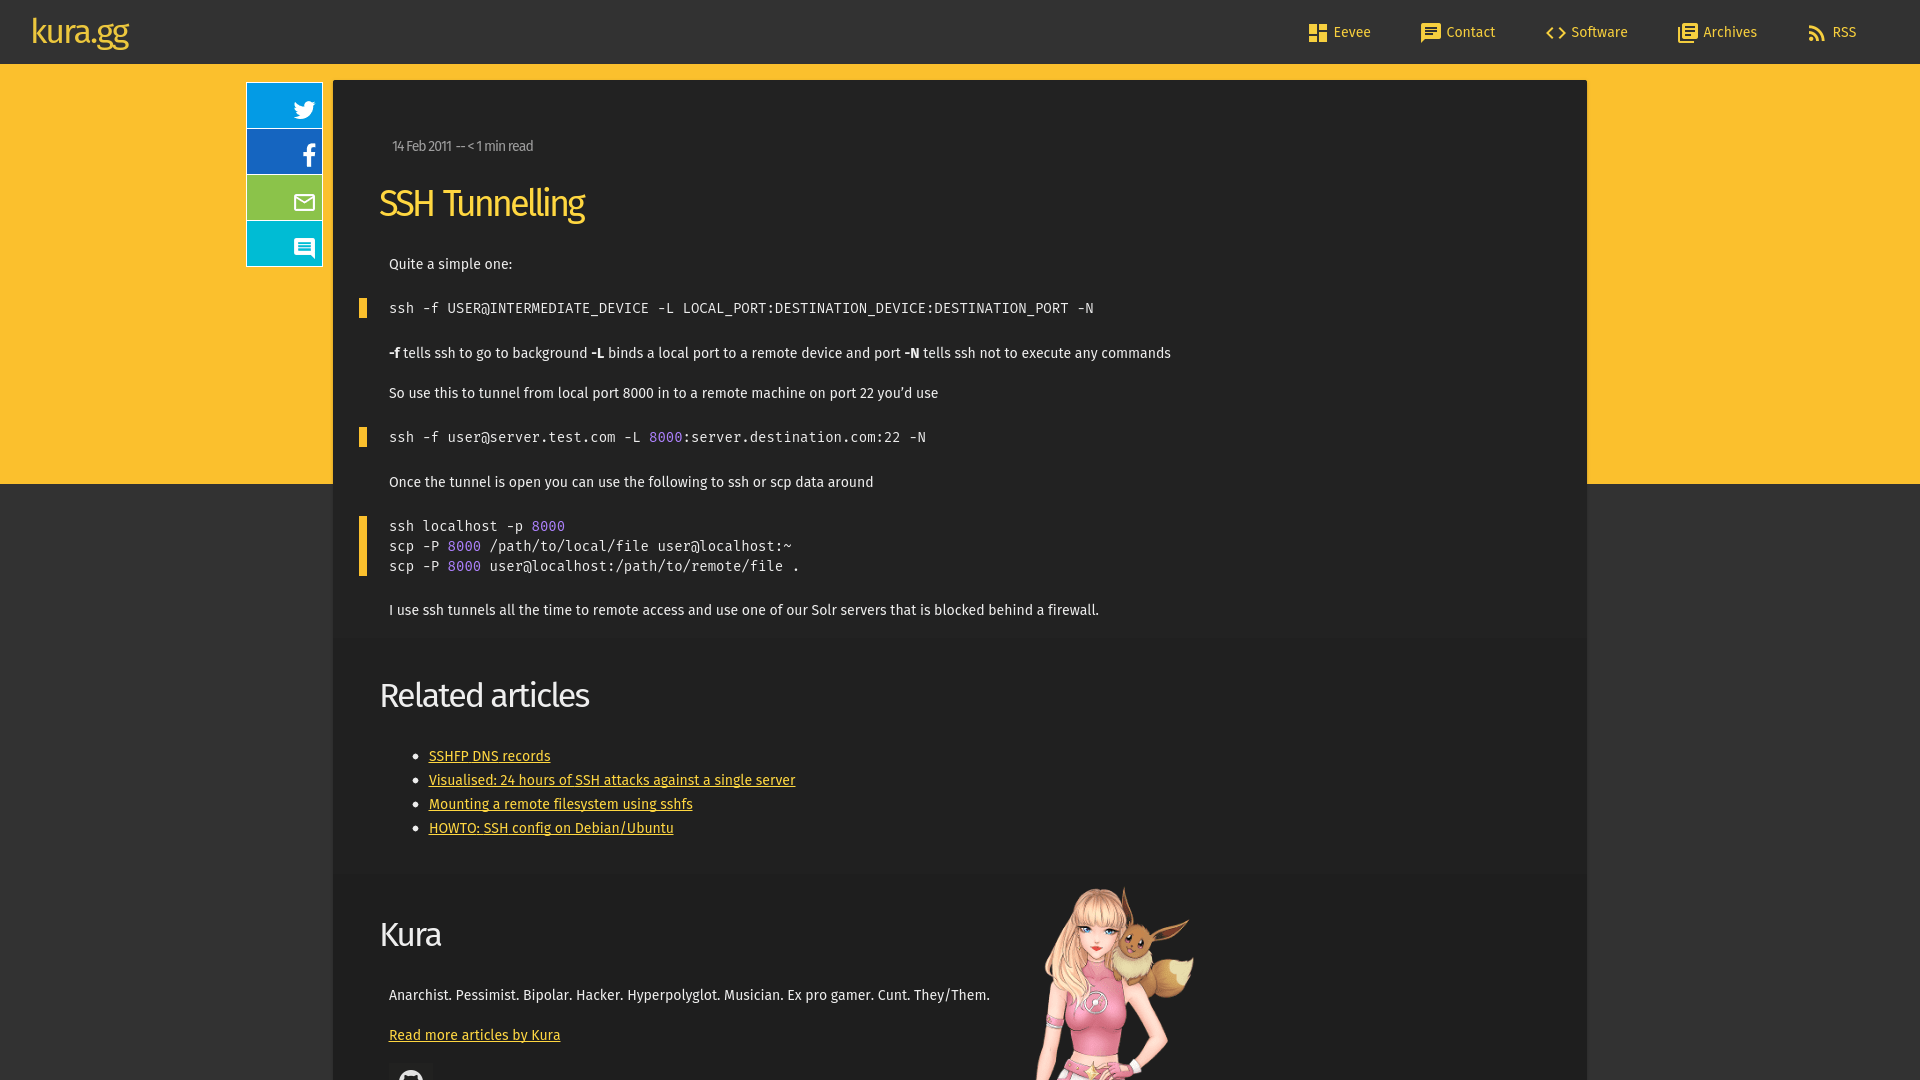 kura.gg
Eevee
Contact
Software
Archives
RSS
14 Feb 2011 -- < 1 min read
SSH Tunnelling
Quite a simple one:
ssh -f USER@INTERMEDIATE_DEVICE -L LOCAL_PORT:DESTINATION_DEVICE:DESTINATION_PORT -N
-f tells ssh to go to background -L binds a local port to a remote device and port -N tells ssh not to execute any commands
So use this to tunnel from local port 8000 in to a remote machine on port 22 you’d use
ssh -f user@server.test.com -L 8000:server.destination.com:22 -N
Once the tunnel is open you can use the following to ssh or scp data around
ssh localhost -p 8000
scp -P 8000 /path/to/local/file user@localhost:~
scp -P 8000 user@localhost:/path/to/remote/file .
I use ssh tunnels all the time to remote access and use one of our Solr servers that is blocked behind a firewall.
Related articles
SSHFP DNS records
Visualised: 24 hours of SSH attacks against a single server
Mounting a remote filesystem using sshfs
HOWTO: SSH config on Debian/Ubuntu
Kura
Anarchist. Pessimist. Bipolar. Hacker. Hyperpolyglot. Musician. Ex pro gamer. Cunt. They/Them.
Read more articles by Kura